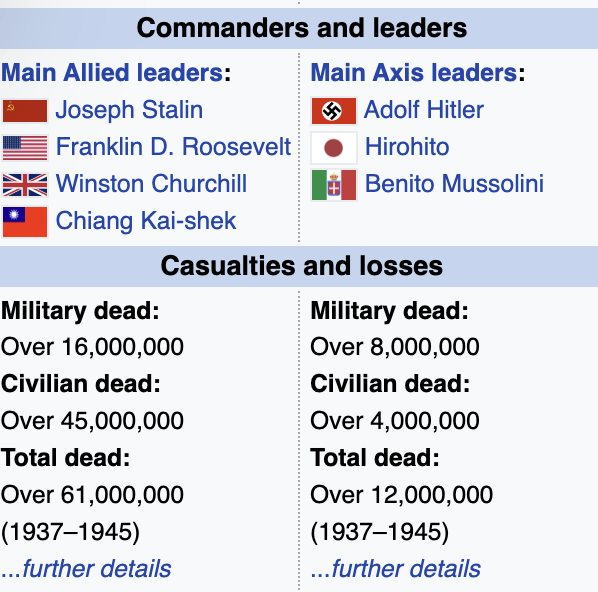 Commanders and leaders
Main Allied leaders:
Joseph Stalin
Franklin D. Roosevelt
Winston Churchill
Chiang Kai-shek
Main Axis leaders:
Adolf Hitler
Hirohito
Benito Mussolini
Casualties and losses
Military dead:
Over 16,000,000
Civilian dead:
Over 45,000,000
Total dead:
Over 61,000,000
(1937–1945)
...further details
Military dead:
Over 8,000,000
Civilian dead:
Over 4,000,000
Total dead:
Over 12,000,000
(1937–1945)
...further details